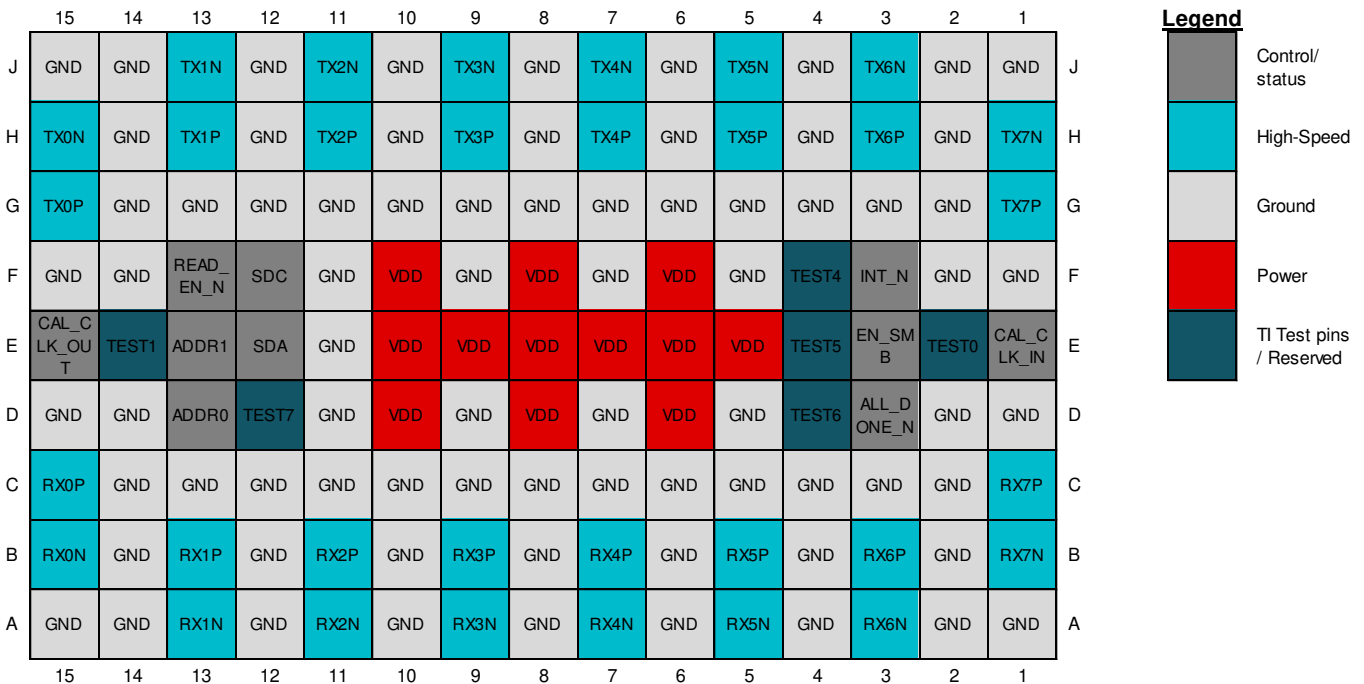 15 14 13 12 11 10 9 8 7 6 5 4 3 2 1
J GND GND TX1N GND TX2N GND TX3N GND TX4N GND TX5N GND TX6N GND GND J
H TX0N GND TX1P GND TX2P GND TX3P GND TX4P GND TX5P GND TX6P GND TX7N H
G TX0P GND GND GND GND GND GND GND GND GND GND GND GND GND TX7P G
F GND GND READ_ SDC GND VDD GND VDD GND VDD GND TEST4 INT_N GND GND F
EN_N
CAL_C EN_SM CAL_C
E LK_OU TEST1 ADDR1 SDA GND VDD VDD VDD VDD VDD VDD TEST5 B TEST0 LK_IN E
T
D GND GND ADDR0 TEST7 GND VDD GND VDD GND VDD GND TEST6 ALL_D GND GND D
ONE_N
C RX0P GND GND GND GND GND GND GND GND GND GND GND GND GND RX7P C
B RX0N GND RX1P GND RX2P GND RX3P GND RX4P GND RX5P GND RX6P GND RX7N B
A GND GND RX1N GND RX2N GND RX3N GND RX4N GND RX5N GND RX6N GND GND A
15 14 13 12 11 10 9 8 7 6 5 4 3 2 1
Legend
Control/
status
High-Speed
Ground
Power
TI Test pins
/ Reserved